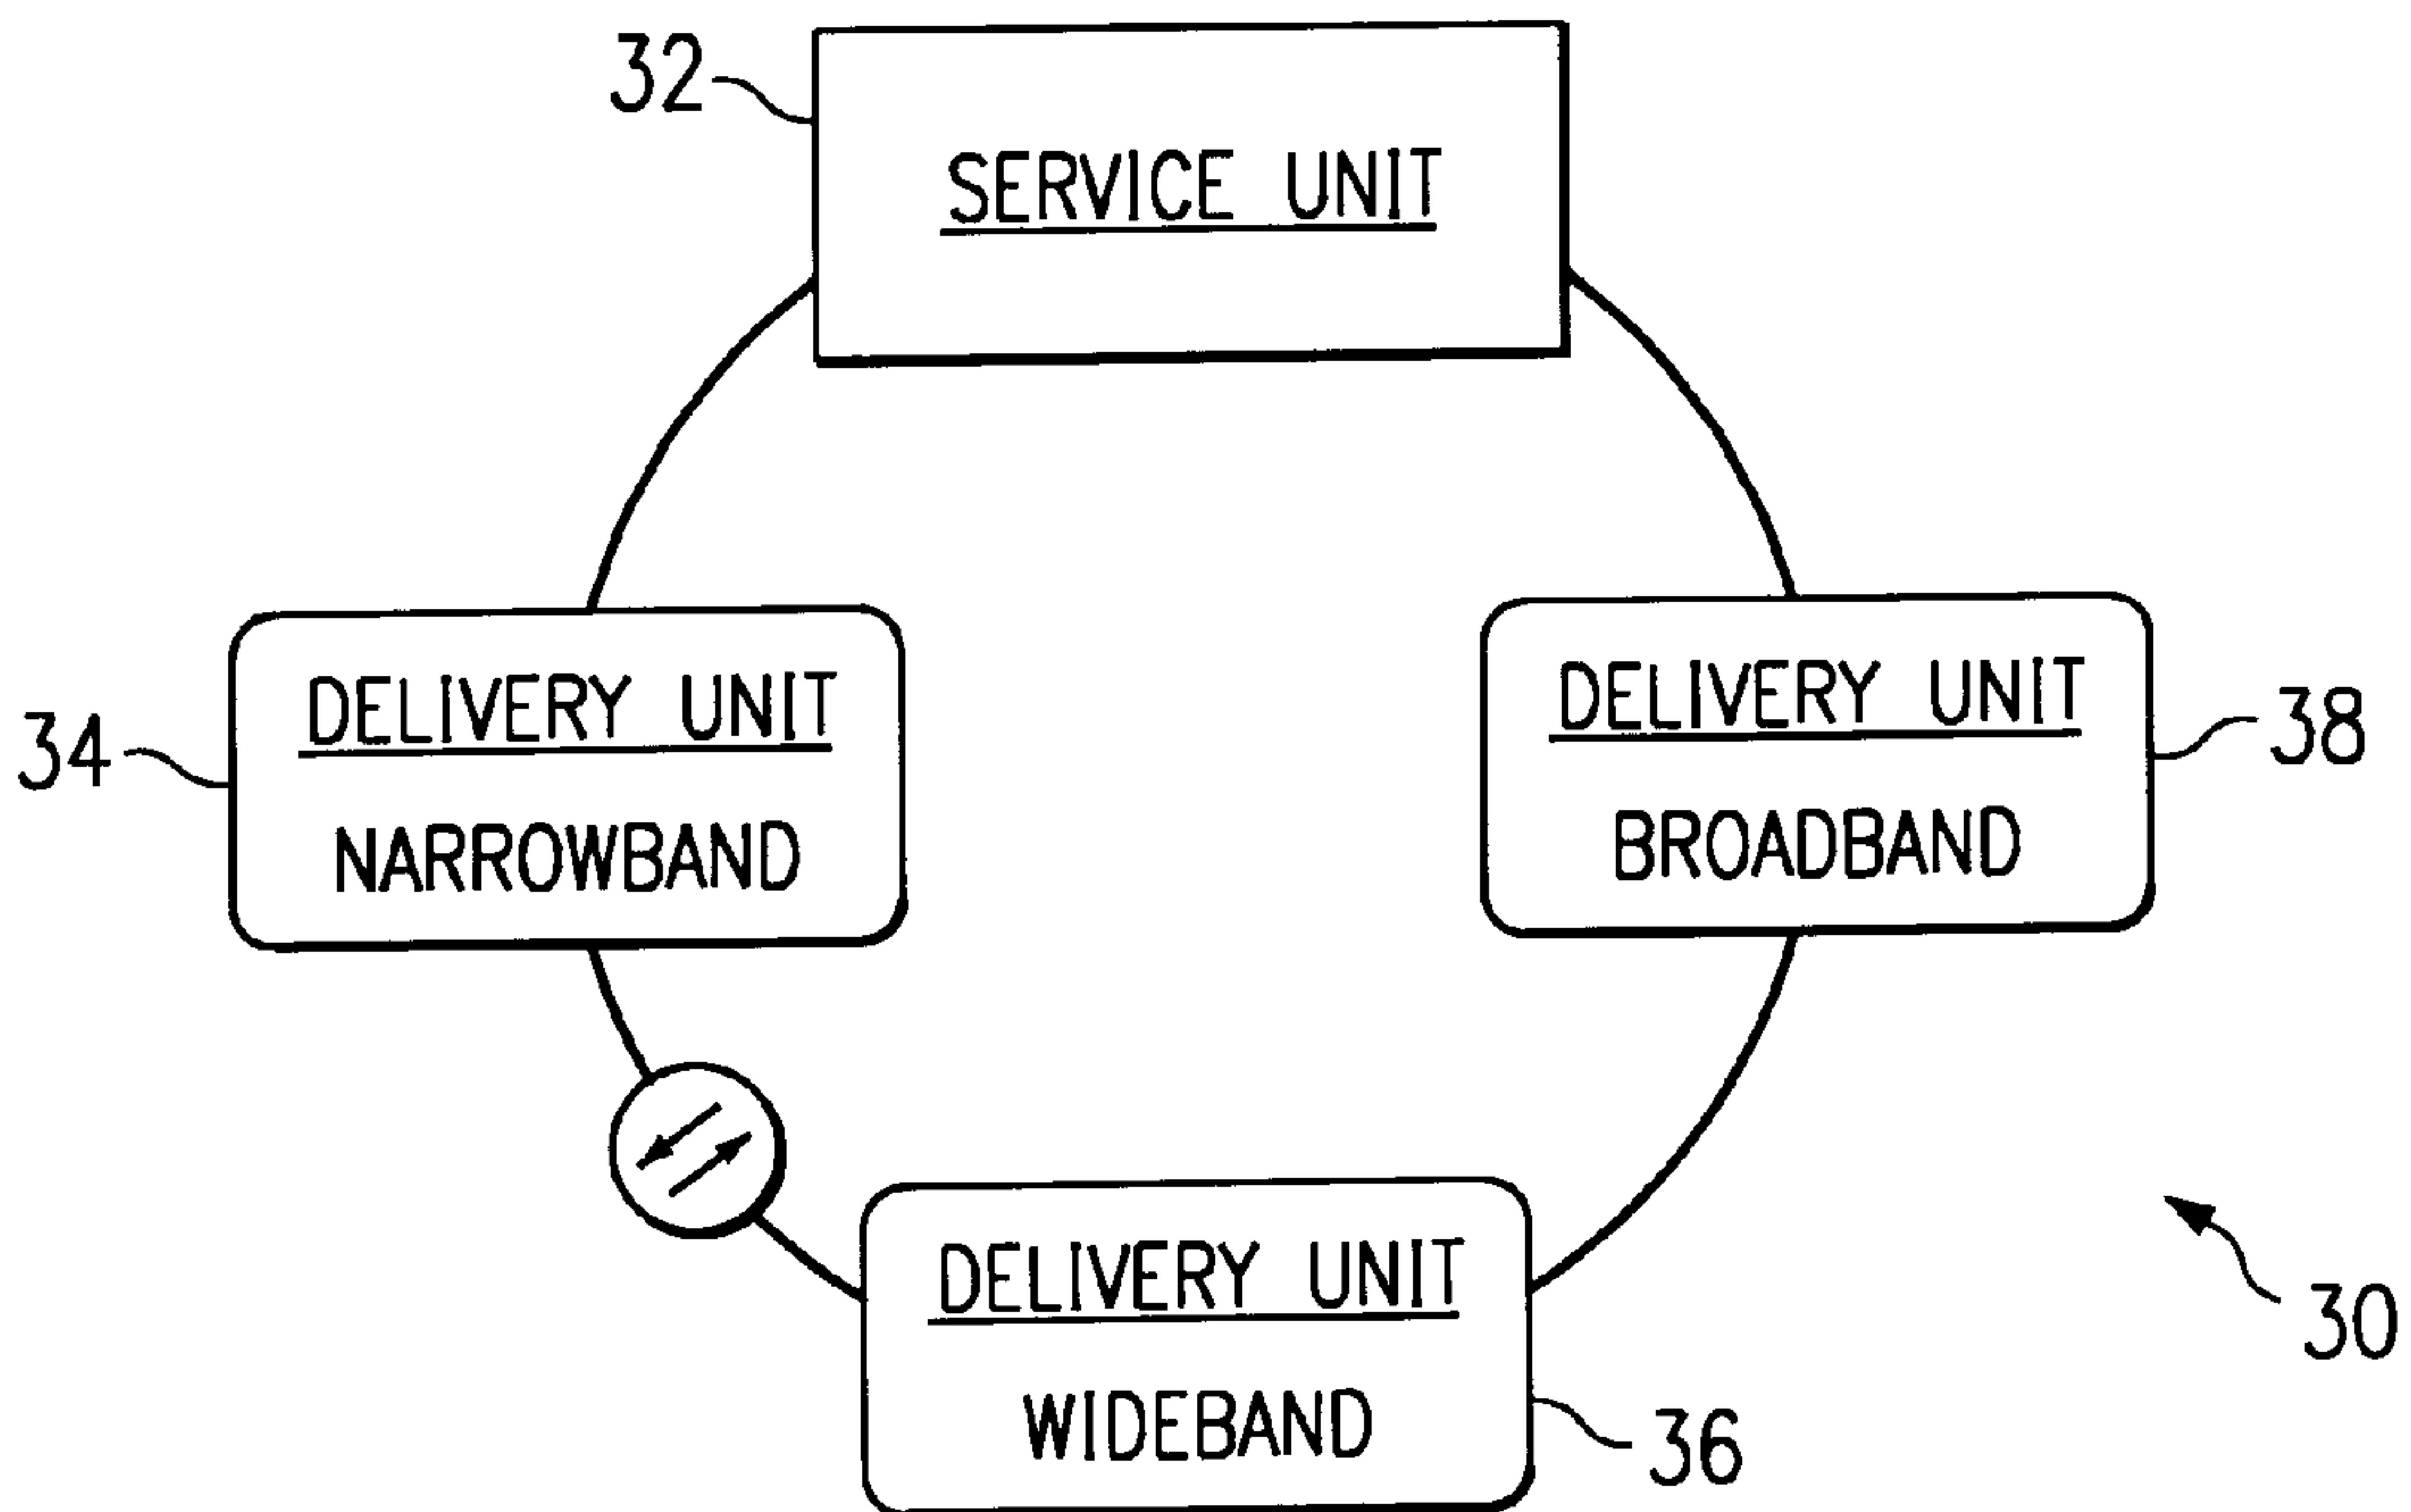 32
SERVICE UNIT
34
DELIVERY UNIT
NARROWBAND
DELIVERY UNIT
BROADBAND
38
DELIVERY UNIT
WIDEBAND
36
30